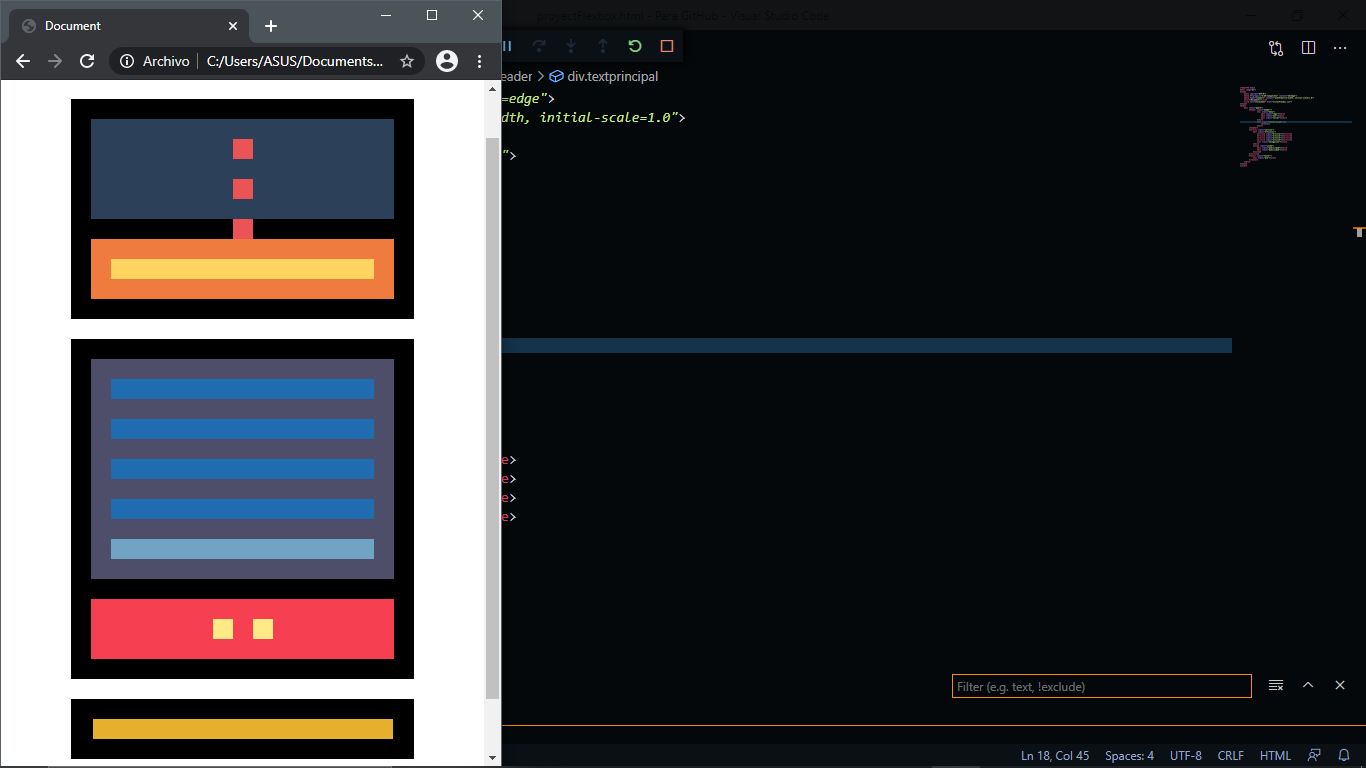 Document
proyectFlexbox.html - Para GitHub - Visual Studio Code
Archivo
C:/Users/ASUS/Documents...
eader > div.textprincipal
=edge">
dth, initial-scale=1.0">
">
e>
e>
e>
e>
Filter (e.g. text, !exclude)
Ln 18, Col 45
Spaces: 4
UTF-8
CRLF
HTML